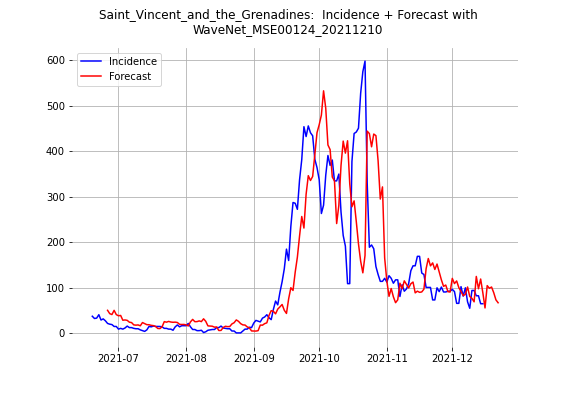 Saint_Vincent_and_the_Grenadines:  Incidence + Forecast with
WaveNet_MSE00124_20211210
Incidence
Forecast
600
500
400
300
200
100
0
2021-07 2021-08 2021-09 2021-10 2021-11 2021-12